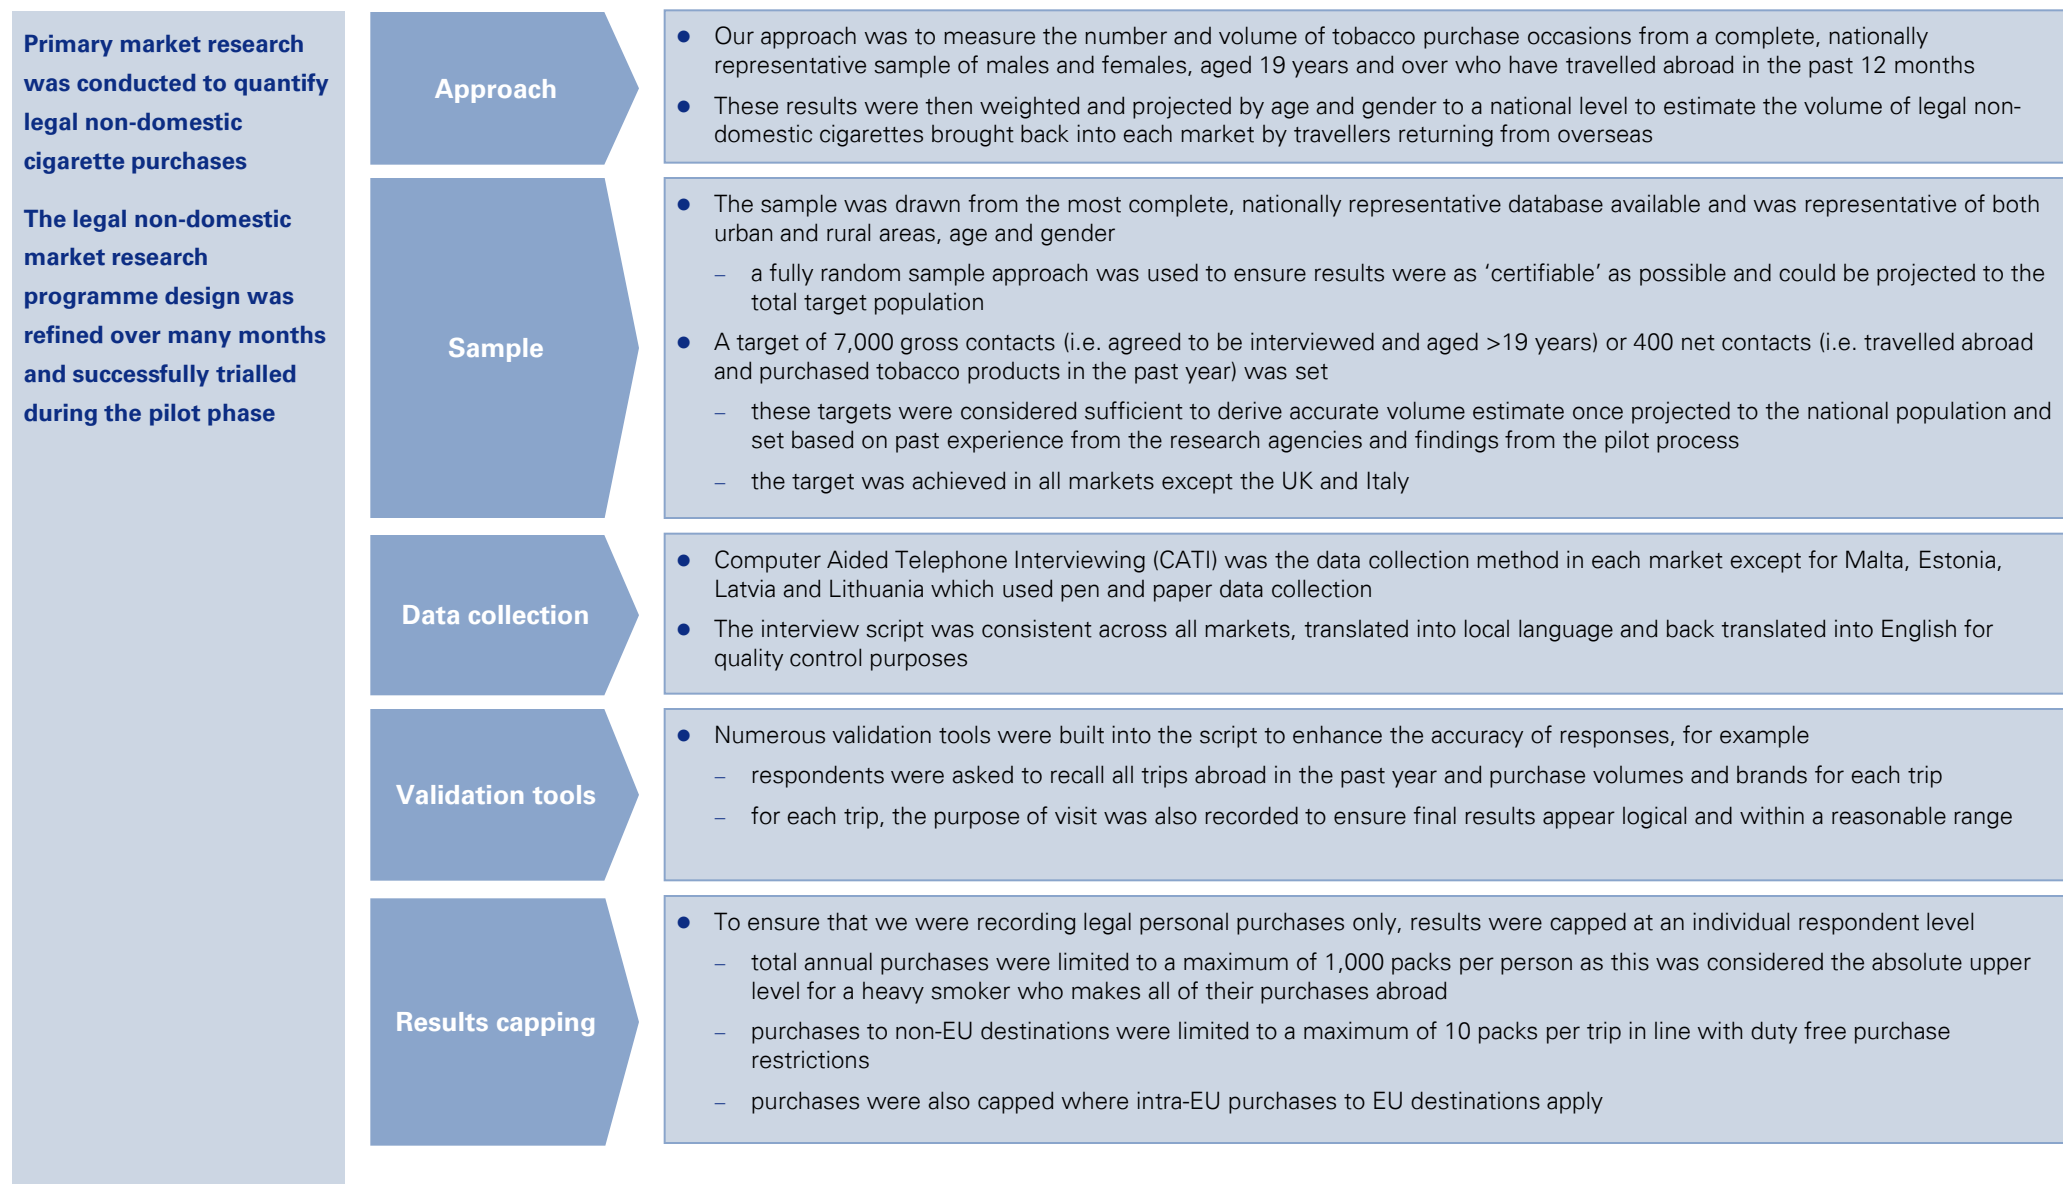 Primary market research
was conducted to quantify
legal non-domestic
cigarette purchases
The legal non-domestic
market research
programme design was
refined over many months
and successfully trialled
during the pilot phase
Approach
● Our approach was to measure the number and volume of tobacco purchase occasions from a complete, nationally
representative sample of males and females, aged 19 years and over who have travelled abroad in the past 12 months
● These results were then weighted and projected by age and gender to a national level to estimate the volume of legal non-
domestic cigarettes brought back into each market by travellers returning from overseas
Sample
● The sample was drawn from the most complete, nationally representative database available and was representative of both
urban and rural areas, age and gender
– a fully random sample approach was used to ensure results were as ‘certifiable’ as possible and could be projected to the
total target population
● A target of 7,000 gross contacts (i.e. agreed to be interviewed and aged >19 years) or 400 net contacts (i.e. travelled abroad
and purchased tobacco products in the past year) was set
– these targets were considered sufficient to derive accurate volume estimate once projected to the national population and
set based on past experience from the research agencies and findings from the pilot process
– the target was achieved in all markets except the UK and Italy
Data collection
● Computer Aided Telephone Interviewing (CATI) was the data collection method in each market except for Malta, Estonia,
Latvia and Lithuania which used pen and paper data collection
● The interview script was consistent across all markets, translated into local language and back translated into English for
quality control purposes
Validation tools
● Numerous validation tools were built into the script to enhance the accuracy of responses, for example
– respondents were asked to recall all trips abroad in the past year and purchase volumes and brands for each trip
– for each trip, the purpose of visit was also recorded to ensure final results appear logical and within a reasonable range
Results capping
● To ensure that we were recording legal personal purchases only, results were capped at an individual respondent level
– total annual purchases were limited to a maximum of 1,000 packs per person as this was considered the absolute upper
level for a heavy smoker who makes all of their purchases abroad
– purchases to non-EU destinations were limited to a maximum of 10 packs per trip in line with duty free purchase
restrictions
– purchases were also capped where intra-EU purchases to EU destinations apply